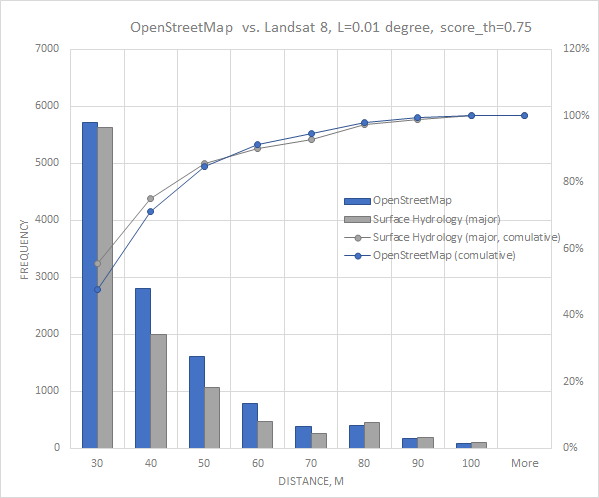 OpenStreetMap vs. Landsat 8, L=0.01 degree, score_th=0.75
7000 120%
6000 100%
5000 80%
4000 60%
3000 40%
2000 20%
1000 0%
0
FREQUENCY
OpenStreetMap
Surface Hydrology (major)
Surface Hydrology (major, comulative)
OpenStreetMap (comulative)
30 40 50 60 70 80 90 100 More
DISTANCE, M